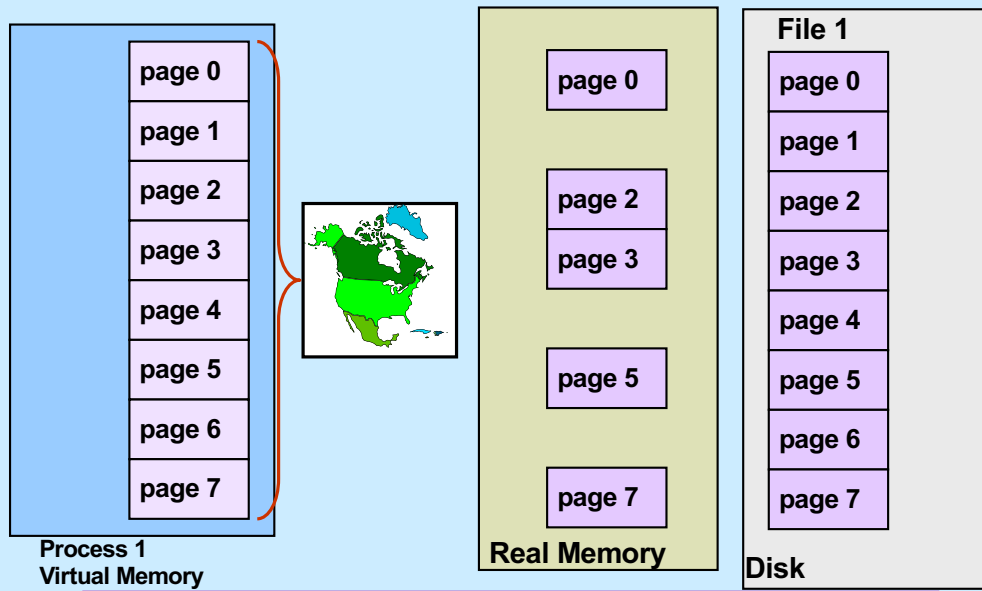 page 0
page 1
page 2
page 3
page 4
page 5
page 6
page 7
Process 1
Virtual Memory
page 0
page 2
page 3
page 5
page 7
Real Memory
File 1
page 0
page 1
page 2
page 3
page 4
page 5
page 6
page 7
Disk